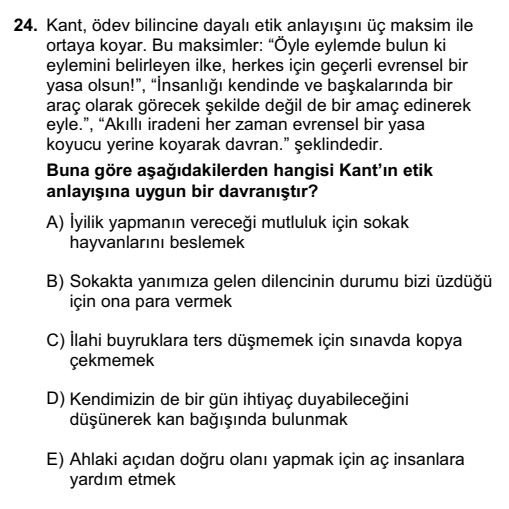 24. Kant, ödev bilincine dayalı etik anlayışını üç maksim ile
ortaya koyar. Bu maksimler: “Öyle eylemde bulun ki
eylemini belirleyen ilke, herkes için geçerli evrensel bir
yasa olsun!”, “İnsanlığı kendinde ve başkalarında bir
araç olarak görecek şekilde değil de bir amaç edinerek
eyle.”, “Akıllı iradeni her zaman evrensel bir yasa
koyucu yerine koyarak davran.” şeklindedir.
Buna göre aşağıdakilerden hangisi Kant’ın etik
anlayışına uygun bir davranıştır?
A) İyilik yapmanın vereceği mutluluk için sokak
hayvanlarını beslemek
B) Sokakta yanımıza gelen dilencinin durumu bizi üzdüğü
için ona para vermek
C) İlahi buyruklara ters düşmemek için sınavda kopya
çekmemek
D) Kendimizin de bir gün ihtiyaç duyabileceğini
düşünerek kan bağışında bulunmak
E) Ahlaki açıdan doğru olanı yapmak için aç insanlara
yardım etmek